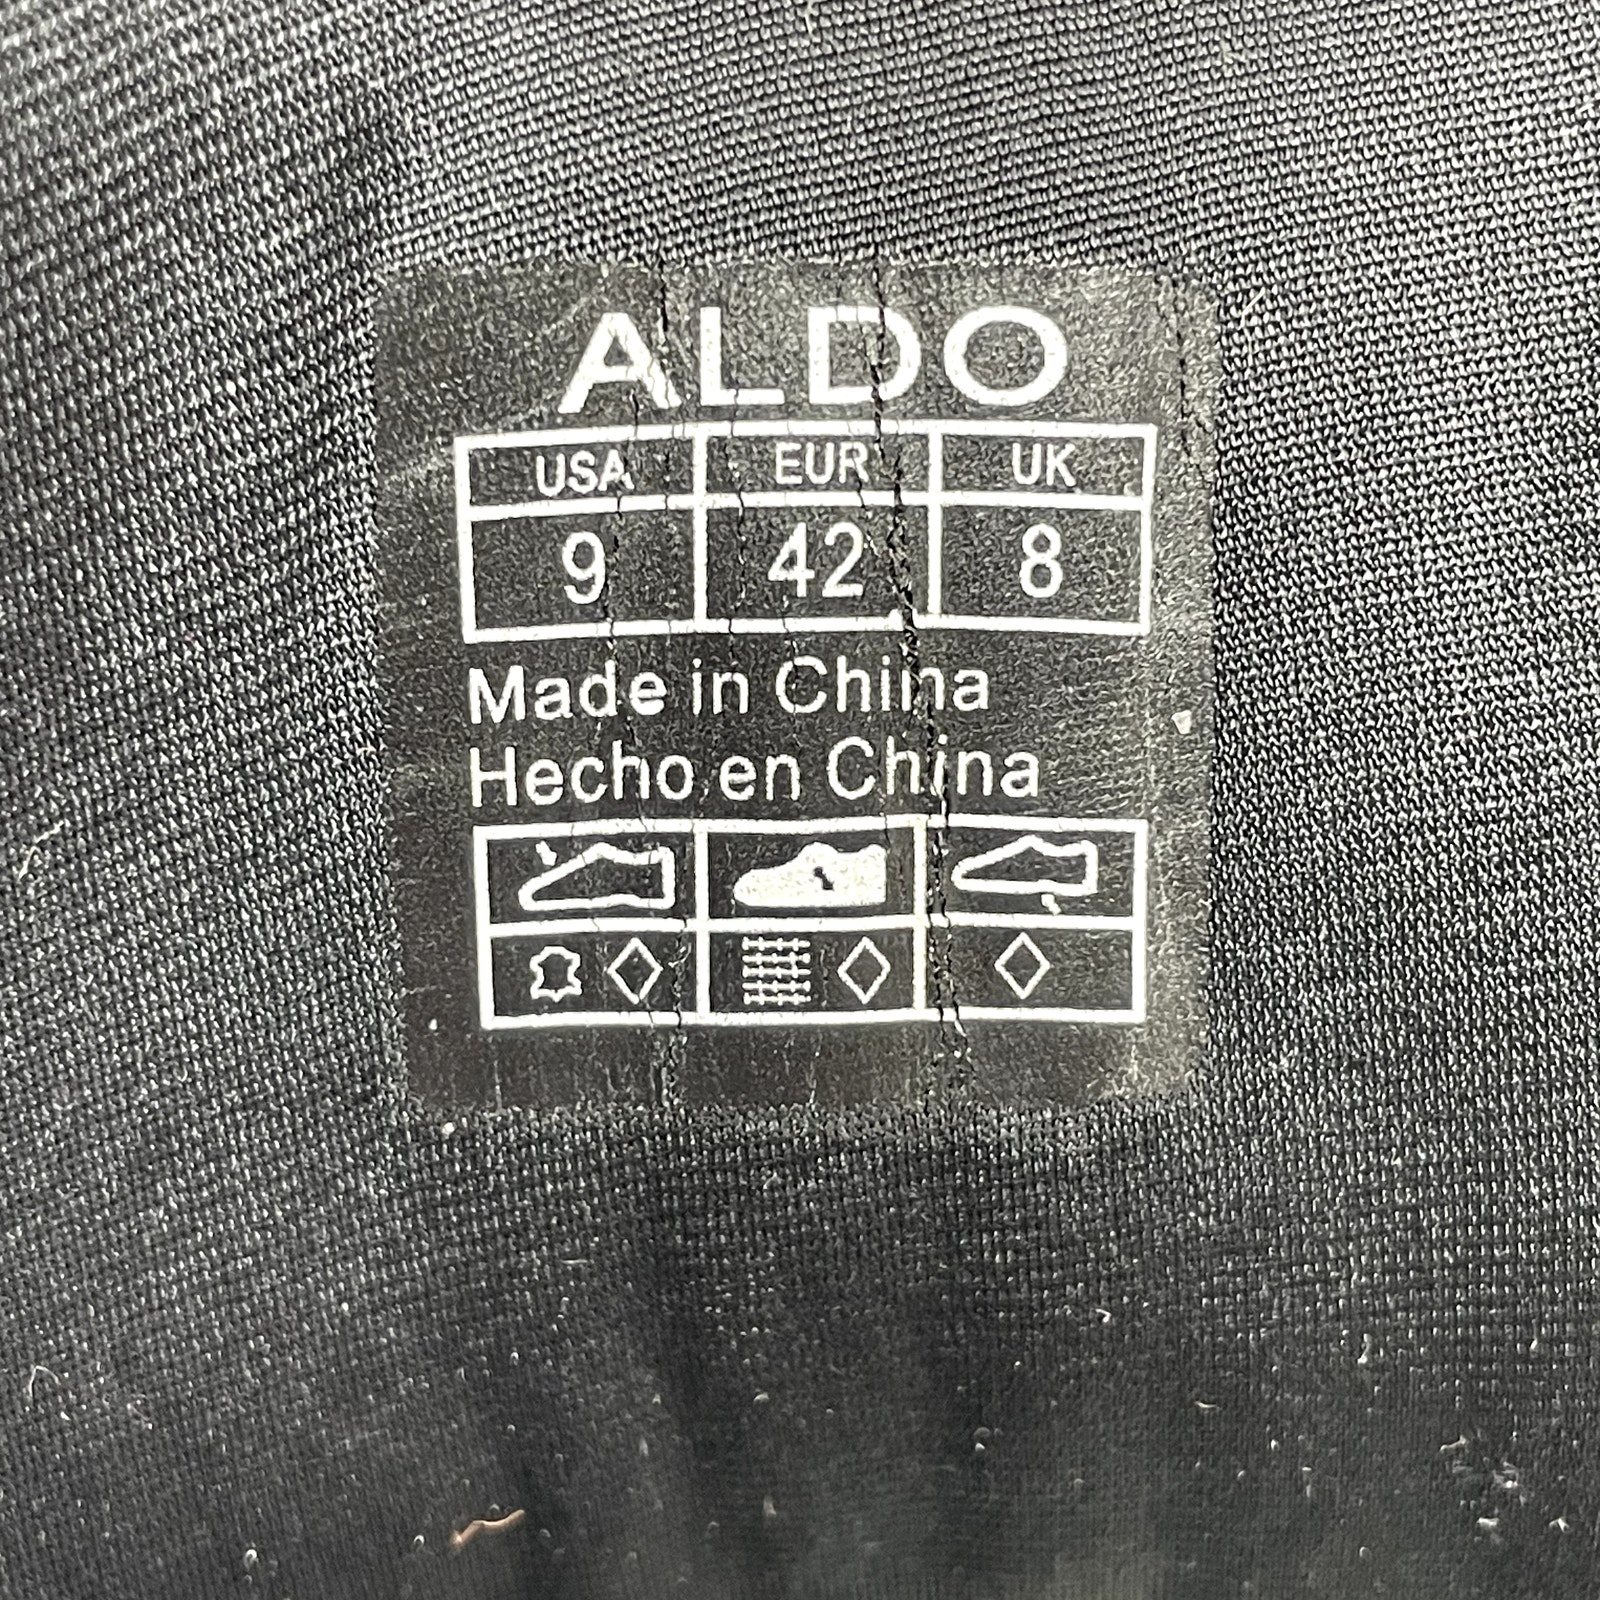 ALDO
USA EUR UK
9 42 8
Made in China
Hecho en China